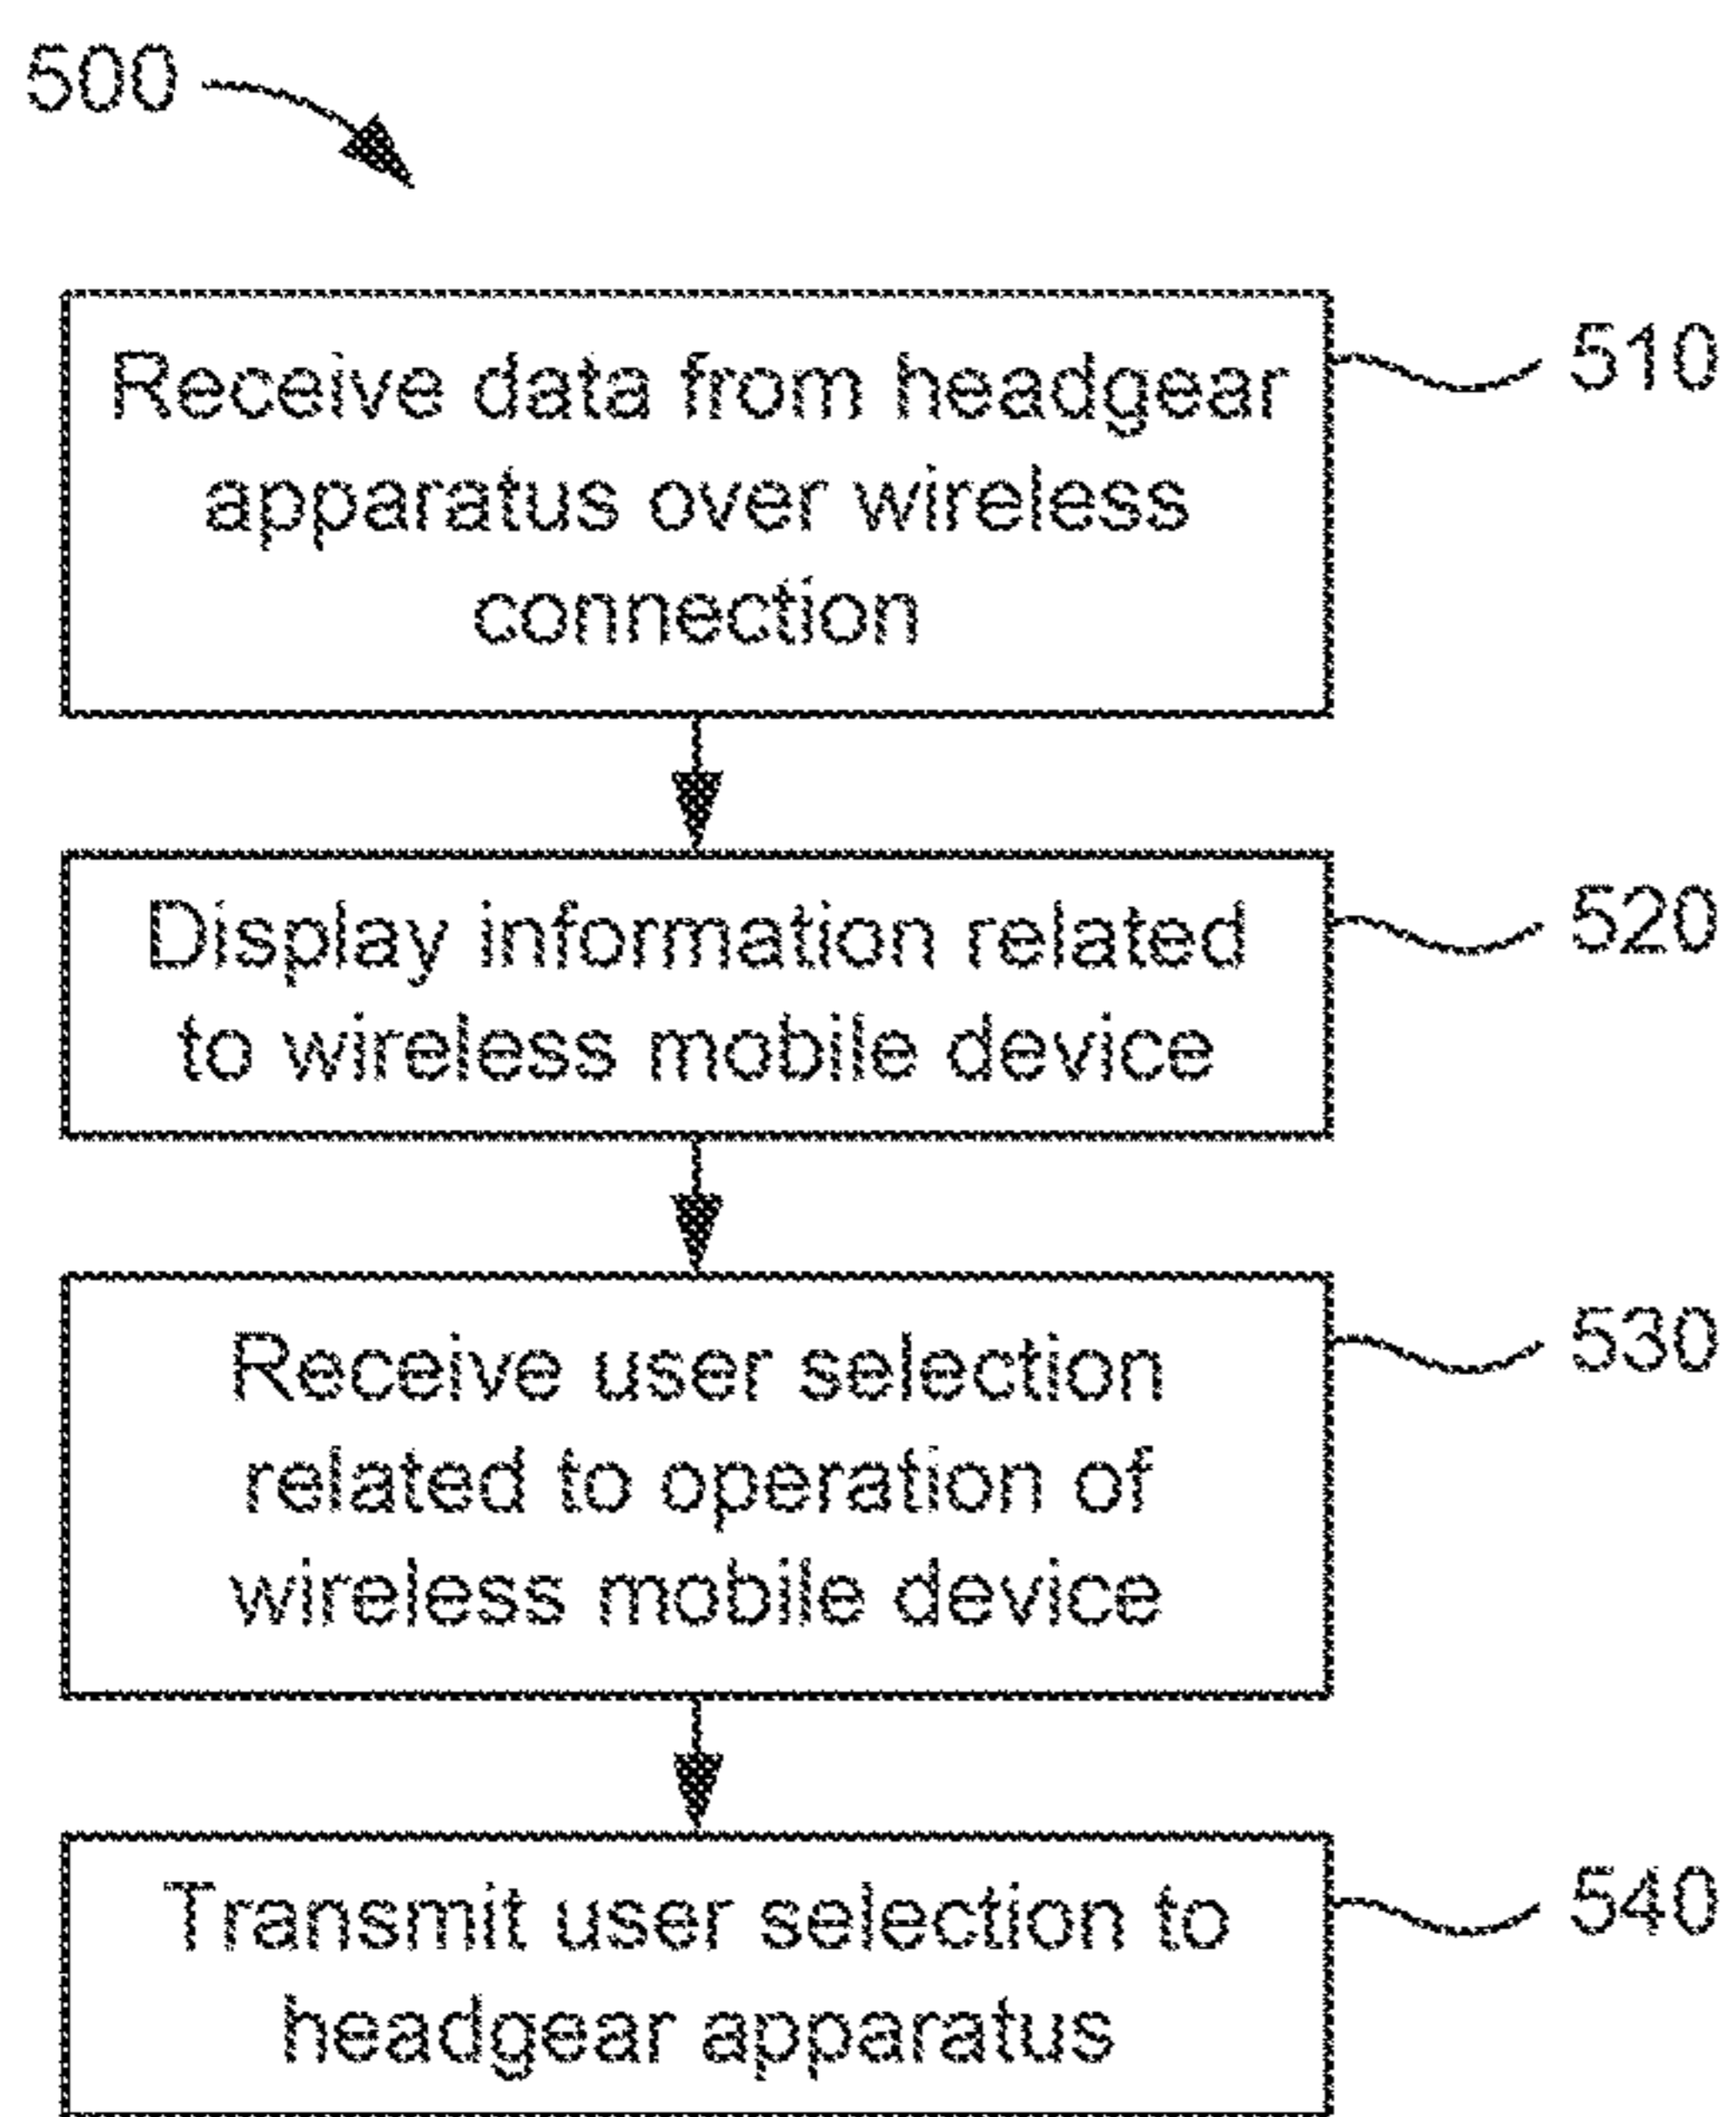 500
Receive data from headgear
apparatus over wireless
connection
510
Display information related
to wireless mobile device
520
Receive user selection
related to operation of
wireless mobile device
530
Transmit user selection to
headgear apparatus
540